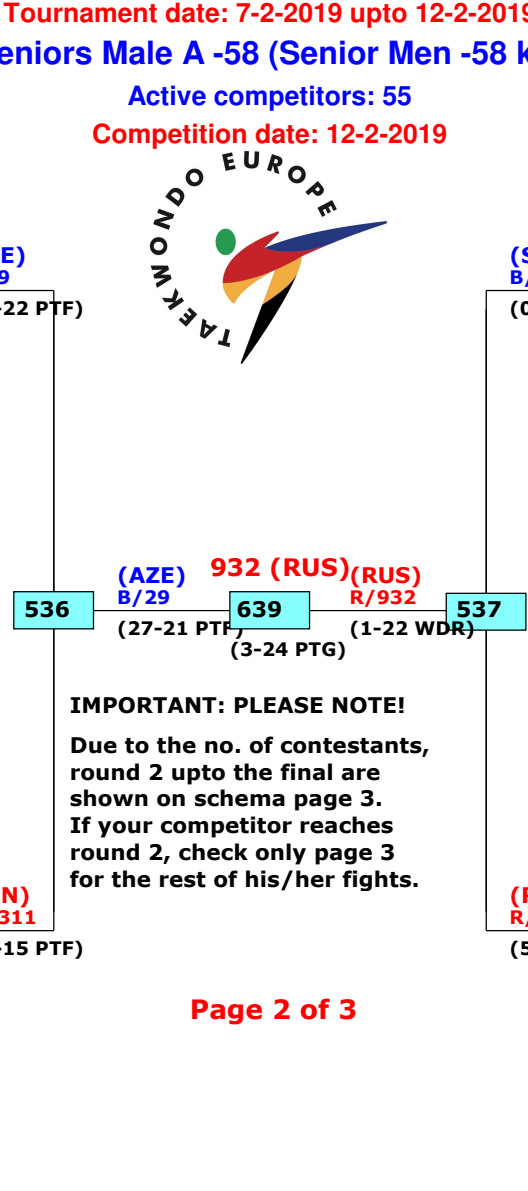 Tournament date: 7-2-2019 upto 12-2-2019
eniors Male A -58 (Senior Men -58 k
Active competitors: 55
Competition date: 12-2-2019
TAEKWONDO EUROPE
E)
9
-22 PTF)
(S
B/
(0
(AZE)
B/29
932 (RUS)
(RUS)
R/932
536
639
537
(27-21 PTF)
(1-22 WDR)
(3-24 PTG)
IMPORTANT: PLEASE NOTE!
Due to the no. of contestants,
round 2 upto the final are
shown on schema page 3.
If your competitor reaches
round 2, check only page 3
for the rest of his/her fights.
N)
311
-15 PTF)
R/
(5
Page 2 of 3